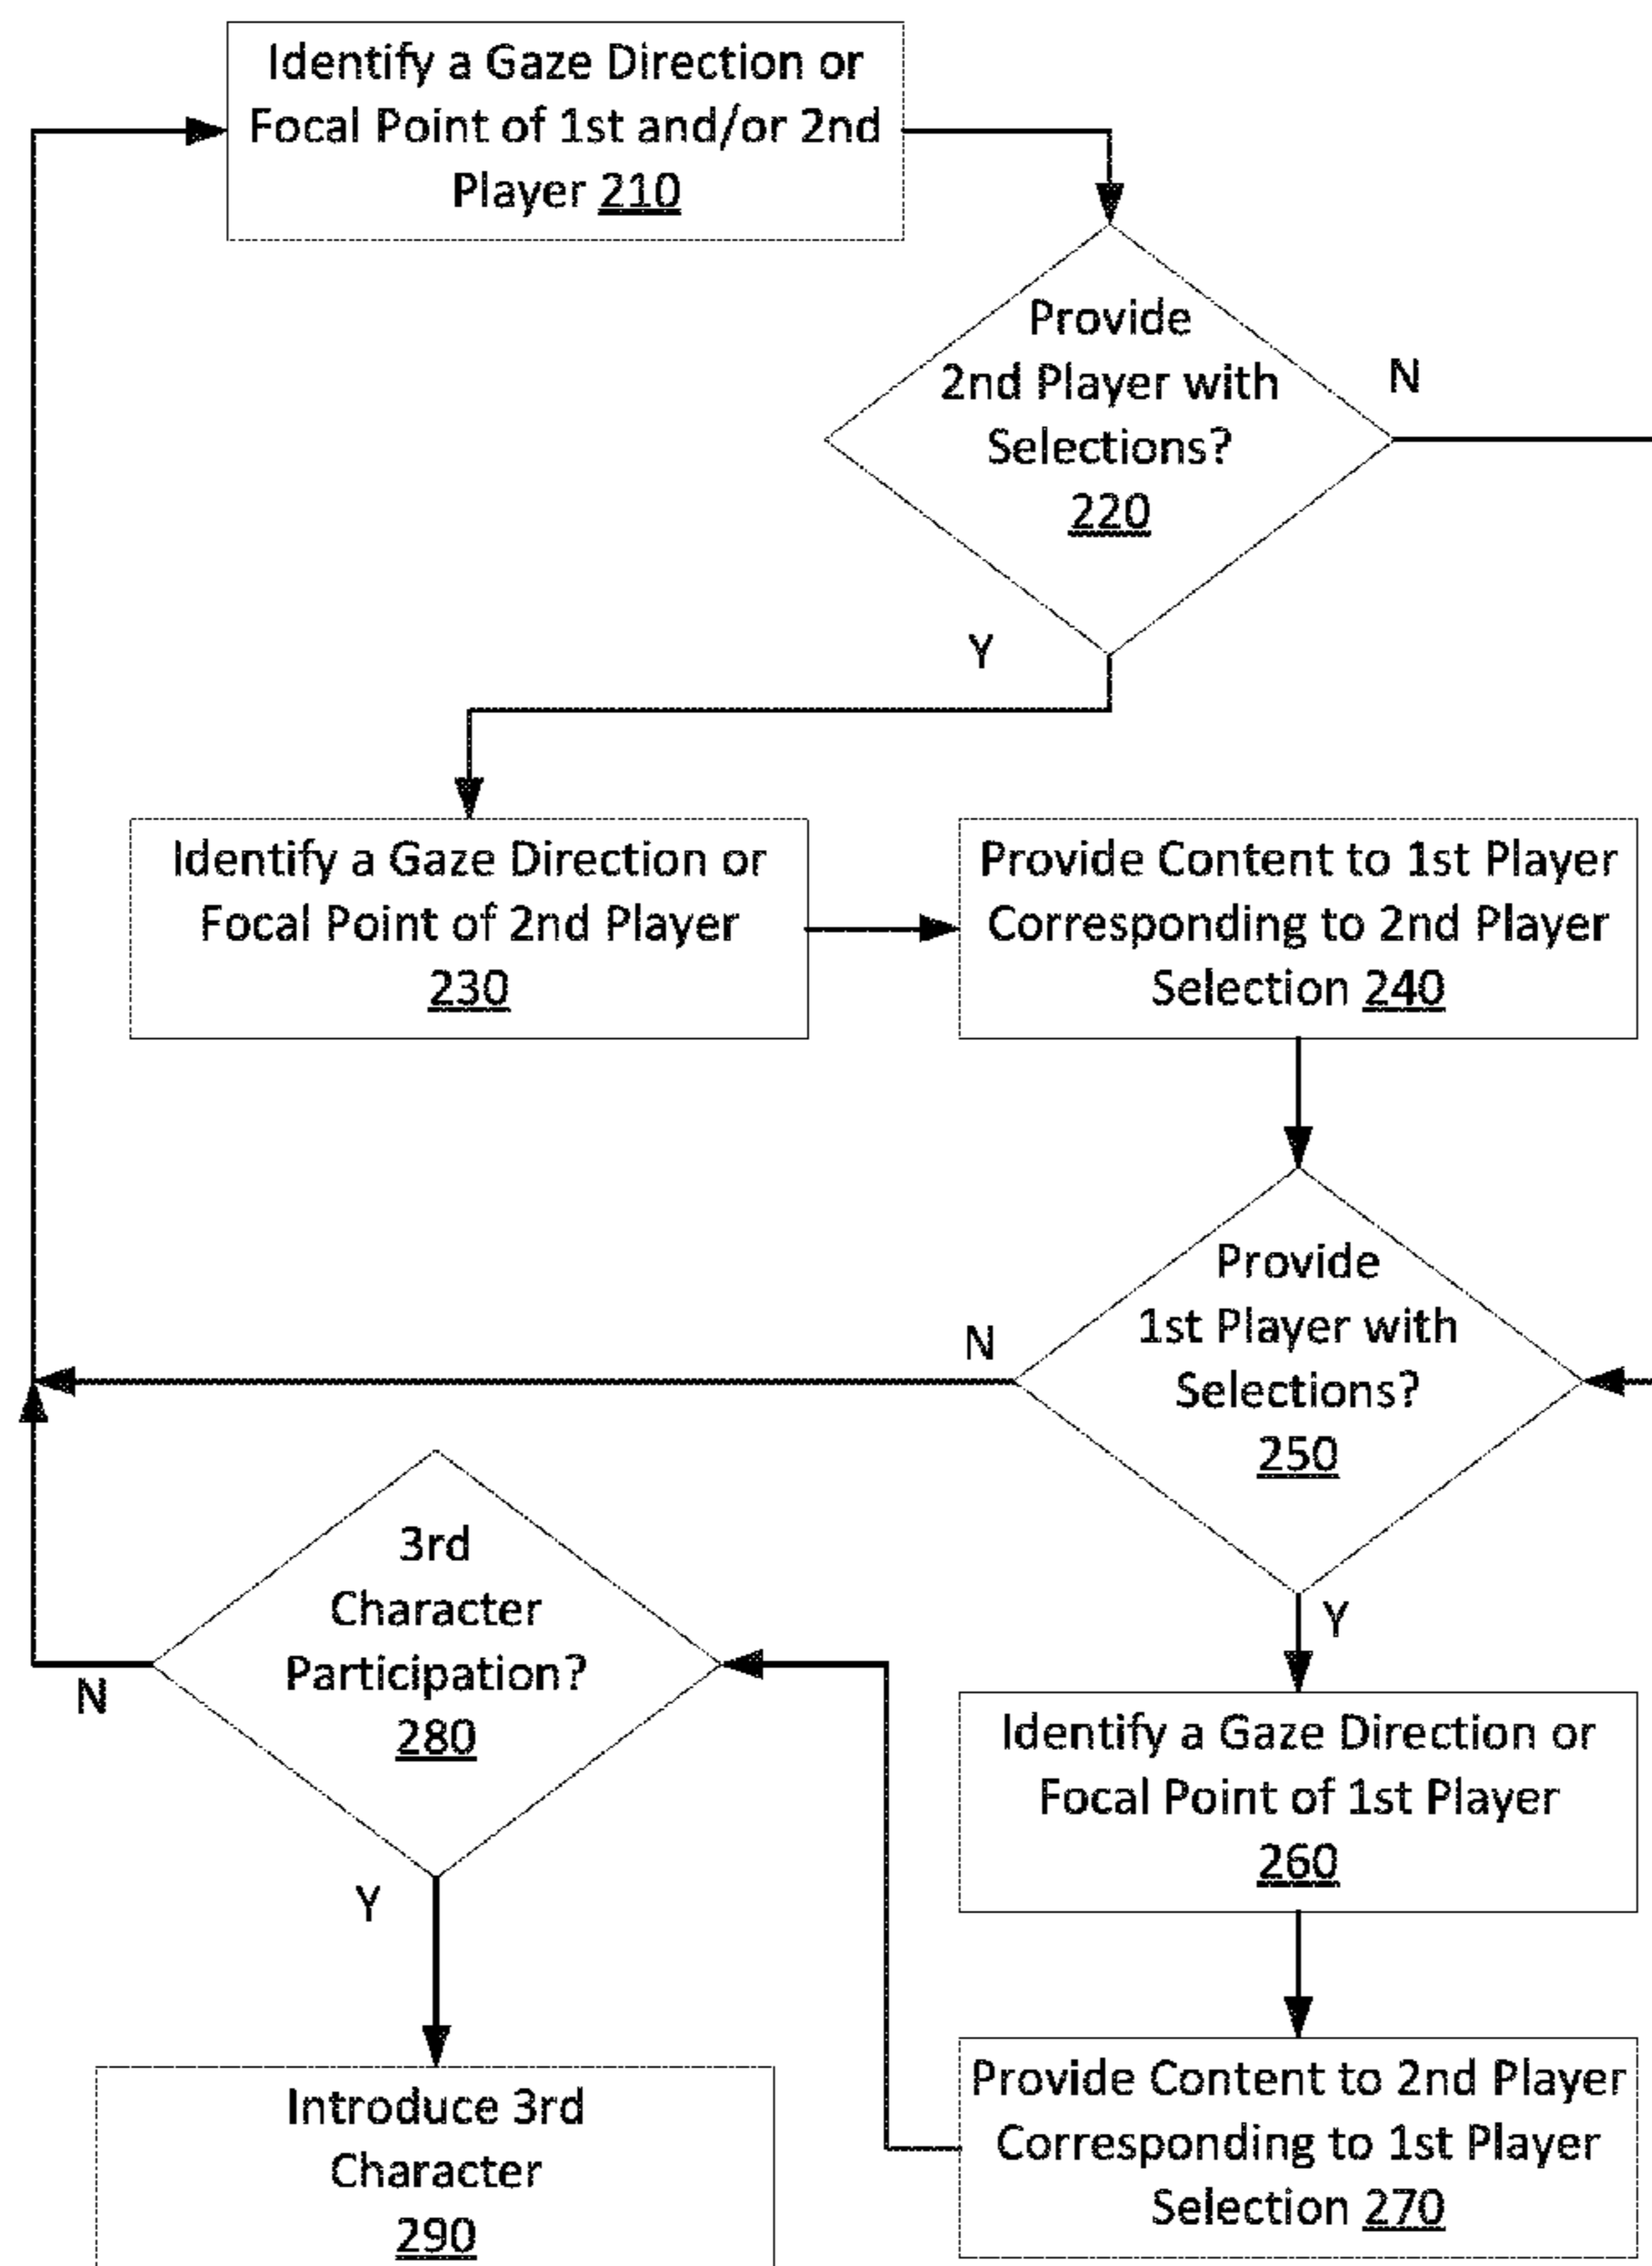 Identify a Gaze Direction or
Focal Point of 1st and/or 2nd
Player 210
Provide
2nd Player with
Selections?
220
N
Y
Identify a Gaze Direction or
Focal Point of 2nd Player
230
Provide Content to 1st Player
Corresponding to 2nd Player
Selection 240
Provide
1st Player with
Selections?
250
N
Y
Identify a Gaze Direction or
Focal Point of 1st Player
260
Provide Content to 2nd Player
Corresponding to 1st Player
Selection 270
3rd
Character
Participation?
280
N
Y
Introduce 3rd
Character
290